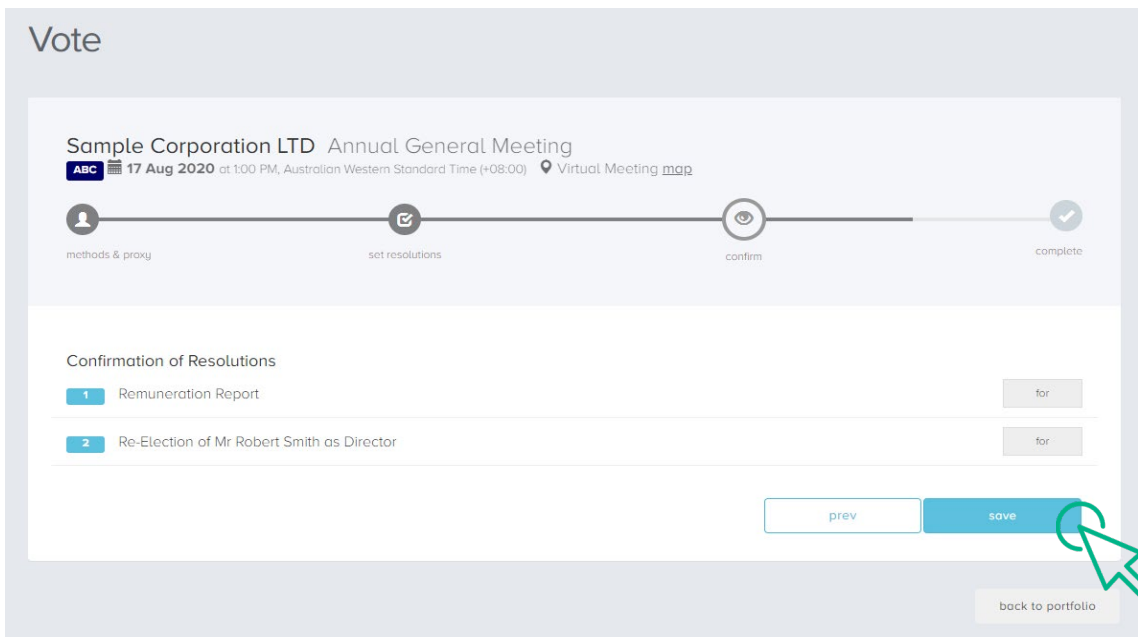 Vote
Sample Corporation LTD Annual General Meeting
ABC 17 Aug 2020 at 1:00 PM, Australian Western Standard Time (+08:00) Virtual Meeting map
methods & proxy set resolutions confirm complete
Confirmation of Resolutions
1 Remuneration Report for
2 Re-Election of Mr Robert Smith as Director for
prev save
back to portfolio